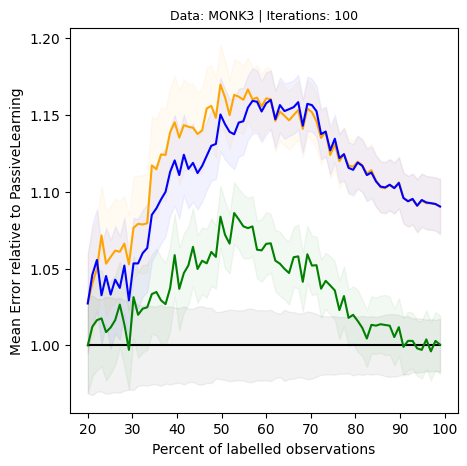 Data: MONK3 | Iterations: 100
Mean Error relative to PassiveLearning
1.20
1.15
1.10
1.05
1.00
20 30 40 50 60 70 80 90 100
Percent of labelled observations